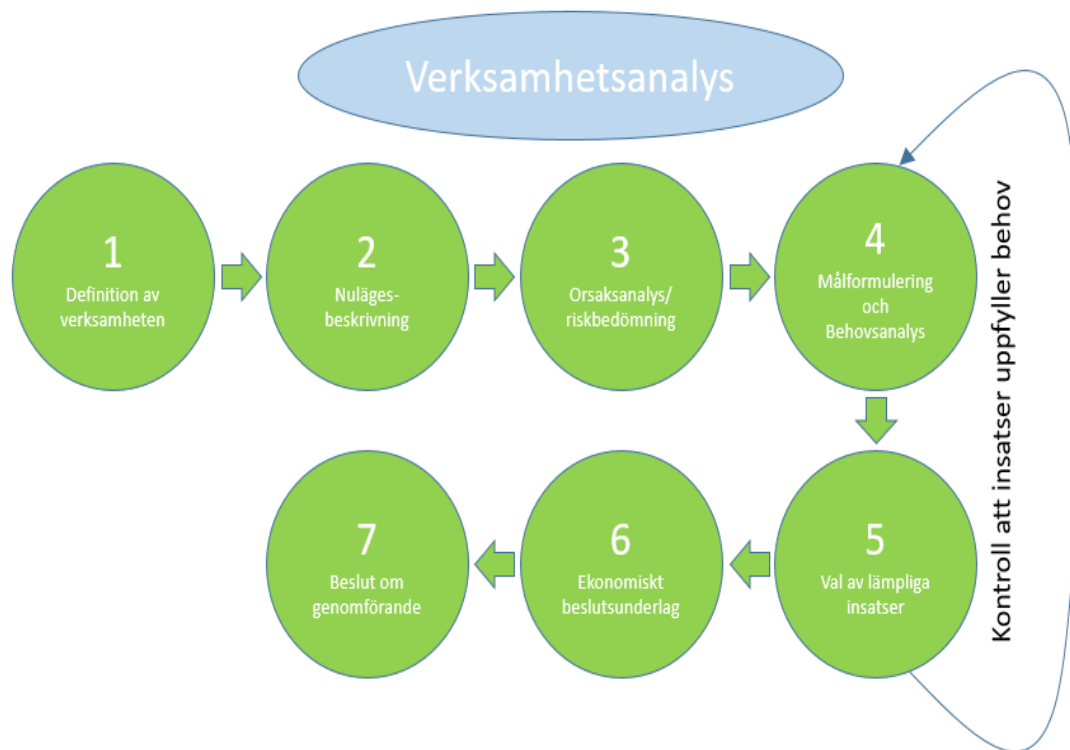 Verksamhetsanalys
1
Definition av
verksamheten
2
Nuläges-
beskrivning
3
Orsaksanalys/
riskbedömning
4
Målformulering
och
Behovsanalys
Kontroll att insatser uppfyller behov
5
Val av lämpliga
insatser
6
Ekonomiskt
beslutsunderlag
7
Beslut om
genomförande